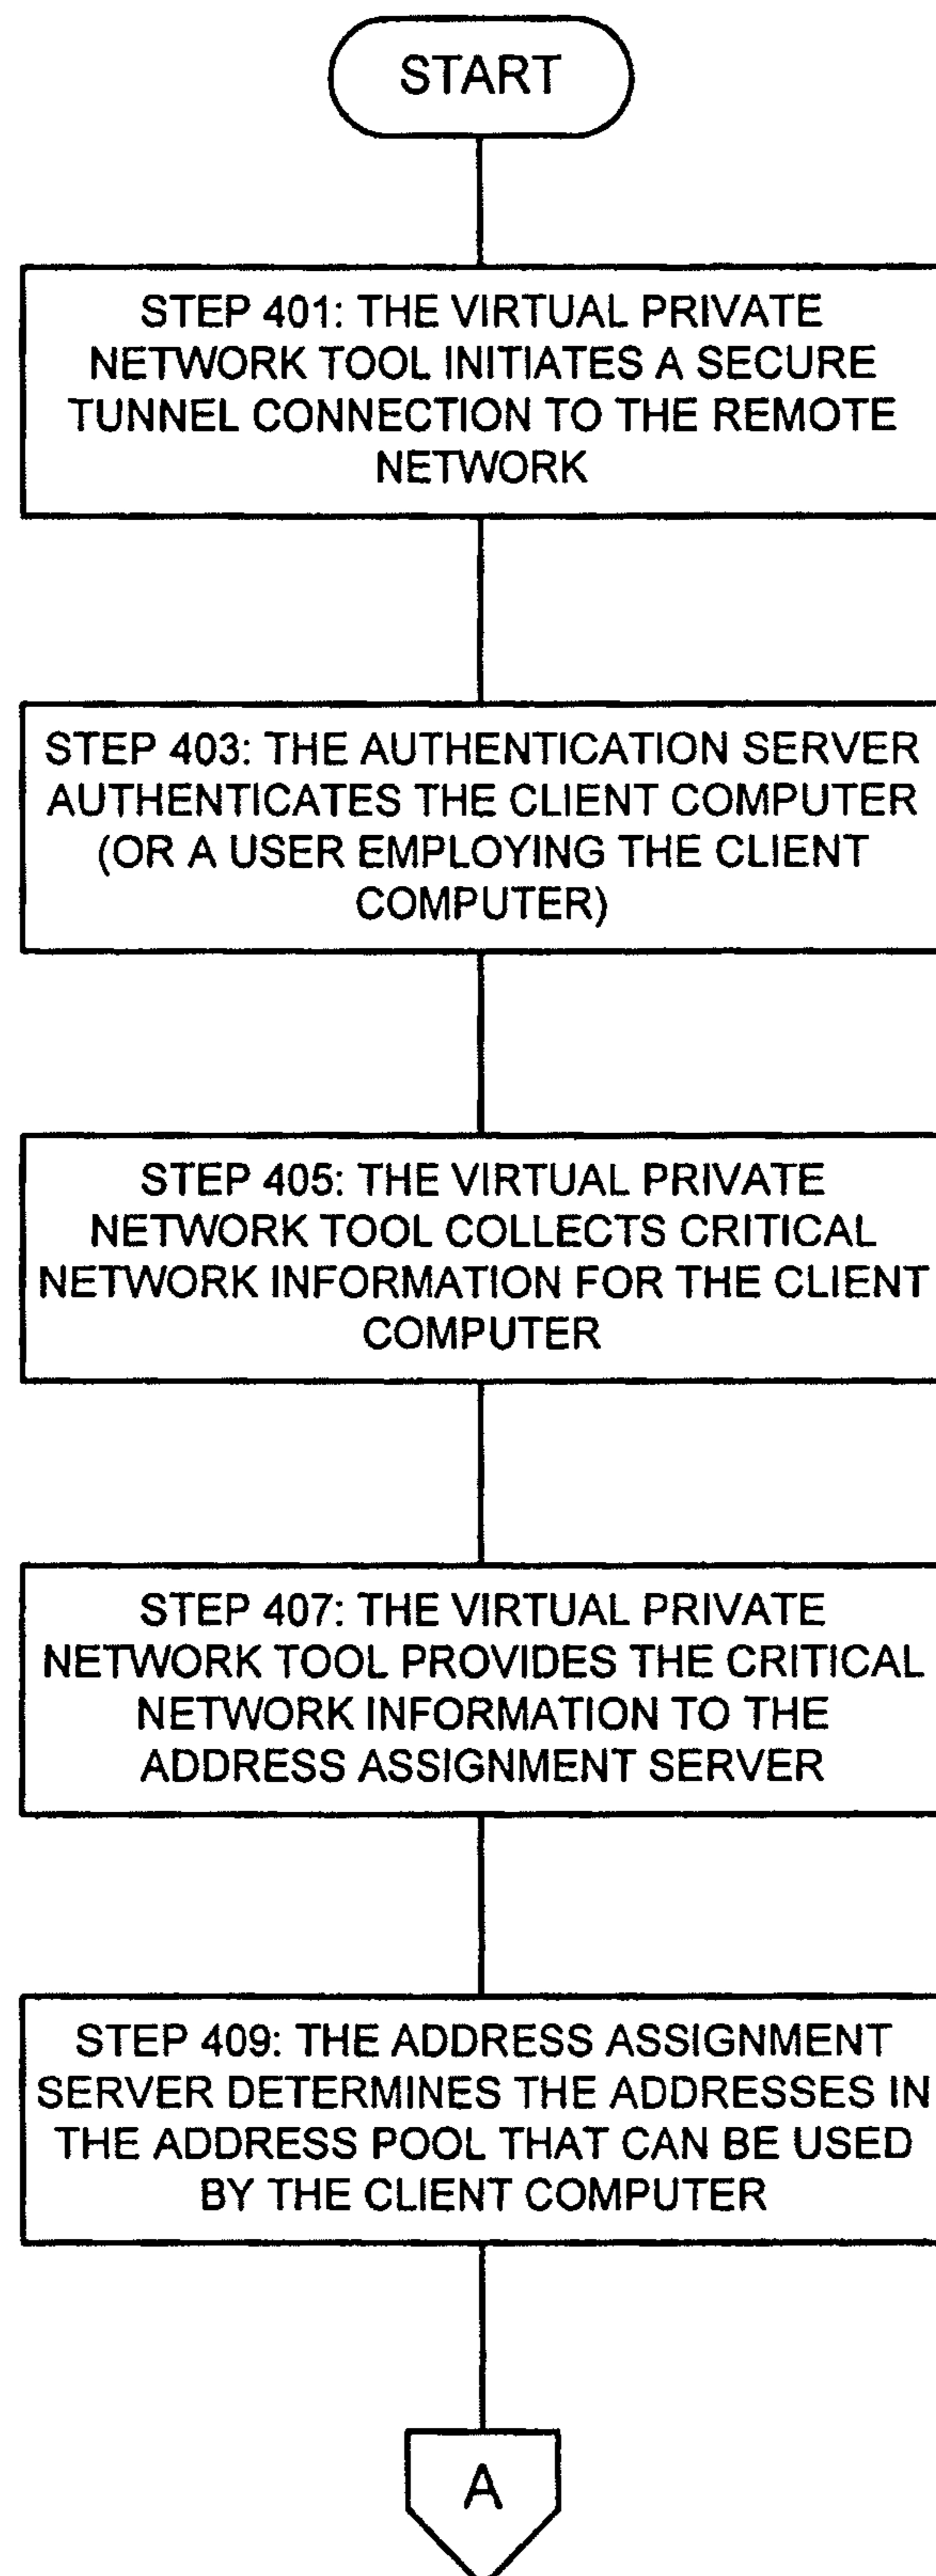 START
STEP 401: THE VIRTUAL PRIVATE
NETWORK TOOL INITIATES A SECURE
TUNNEL CONNECTION TO THE REMOTE
NETWORK
STEP 403: THE AUTHENTICATION SERVER
AUTHENTICATES THE CLIENT COMPUTER
(OR A USER EMPLOYING THE CLIENT
COMPUTER)
STEP 405: THE VIRTUAL PRIVATE
NETWORK TOOL COLLECTS CRITICAL
NETWORK INFORMATION FOR THE CLIENT
COMPUTER
STEP 407: THE VIRTUAL PRIVATE
NETWORK TOOL PROVIDES THE CRITICAL
NETWORK INFORMATION TO THE
ADDRESS ASSIGNMENT SERVER
STEP 409: THE ADDRESS ASSIGNMENT
SERVER DETERMINES THE ADDRESSES IN
THE ADDRESS POOL THAT CAN BE USED
BY THE CLIENT COMPUTER
A